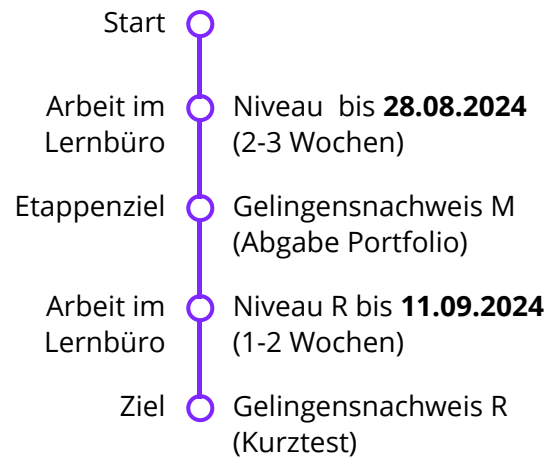 Start
Arbeit im
Lernbüro
Niveau  bis 28.08.2024
(2-3 Wochen)
Etappenziel
Gelingensnachweis M
(Abgabe Portfolio)
Arbeit im
Lernbüro
Niveau R bis 11.09.2024
(1-2 Wochen)
Ziel
Gelingensnachweis R
(Kurztest)